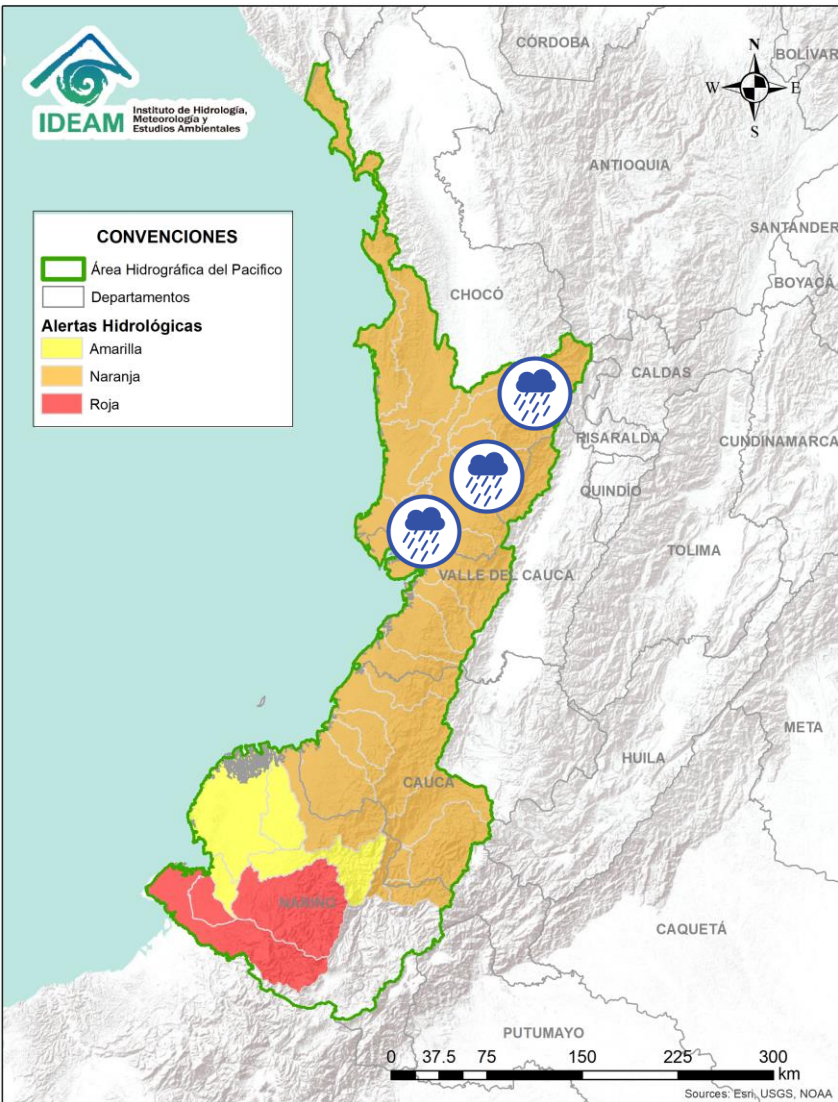 IDEAM
Instituto de Hidrología,
Meteorología y
Estudios Ambientales
N
W
E
S
CONVENCIONES
Área Hidrográfica del Pacifico
Departamentos
Alertas Hidrológicas
Amarilla
Naranja
Roja
CÓRDOBA
BOLÍVAR
ANTIOQUIA
SANTANDER
BOYACÁ
CHOCÓ
CALDAS
RISARALDA
CUNDINAMARCA
QUINDÍO
TOLIMA
VALLE DEL CAUCA
META
HUILA
CAUCA
NARIÑO
CAQUETÁ
PUTUMAYO
0 37.5 75 150 225 300
km
Sources: Esri, USGS, NOAA